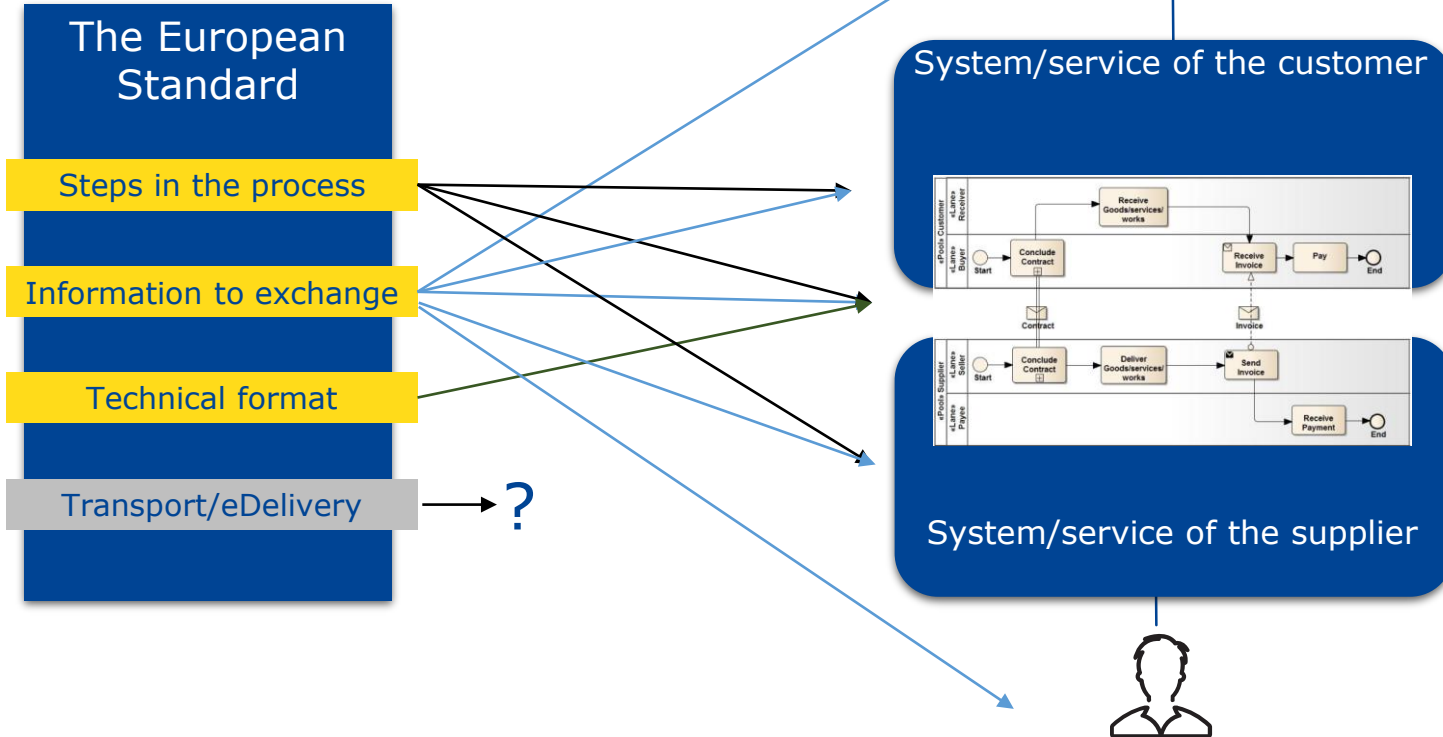 The European
Standard
Steps in the process
Information to exchange
Technical format
Transport/eDelivery
?
System/service of the customer
«Pool» Customer
«Lane»
Receiver
Receive
Goods/services/
works
«Lane»
Buyer
Start
Conclude
Contract
Receive
Invoice
Pay
End
Contract
Invoice
«Pool» Supplier
«Lane»
Seller
Start
Conclude
Contract
Deliver
Goods/services/
works
Send
Invoice
«Lane»
Payee
Receive
Payment
End
System/service of the supplier